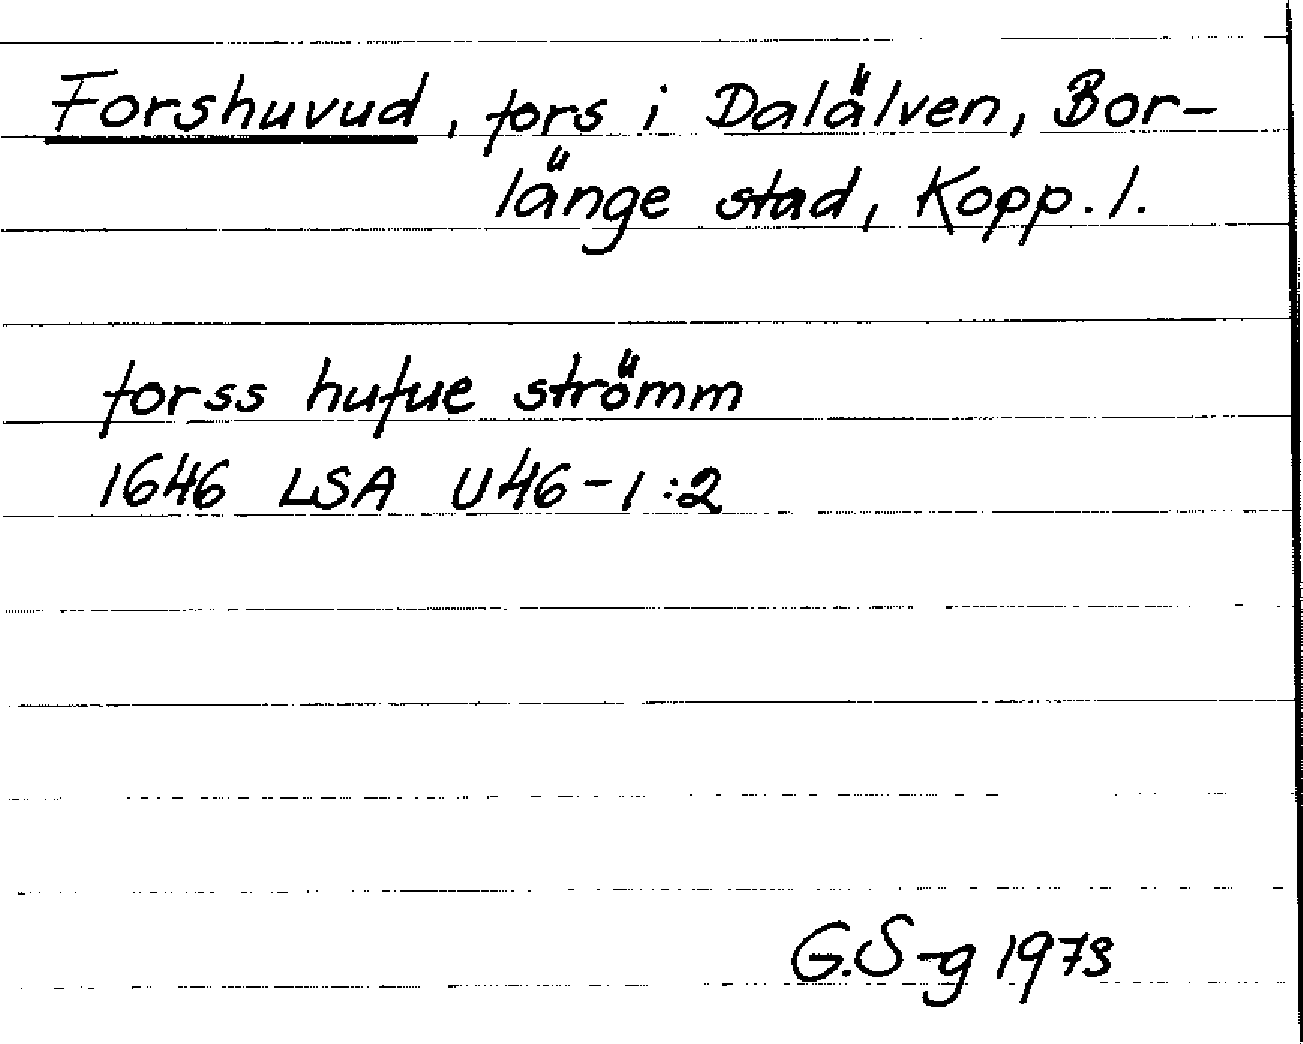 Forshuvud, fors i Dalälven, Bor-
länge stad, Kopp. l.
forss hufue strömm
1646 LSA U46-1:2
G.S-g 1973